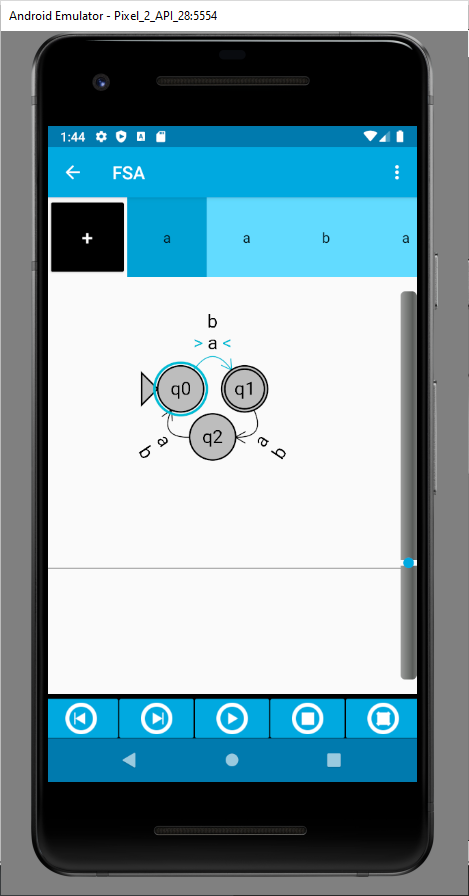 Android Emulator - Pixel_2_API_28:5554
1:44 A
FSA
+ a a b a
b
> a <
q0 q1
q2
b a a b